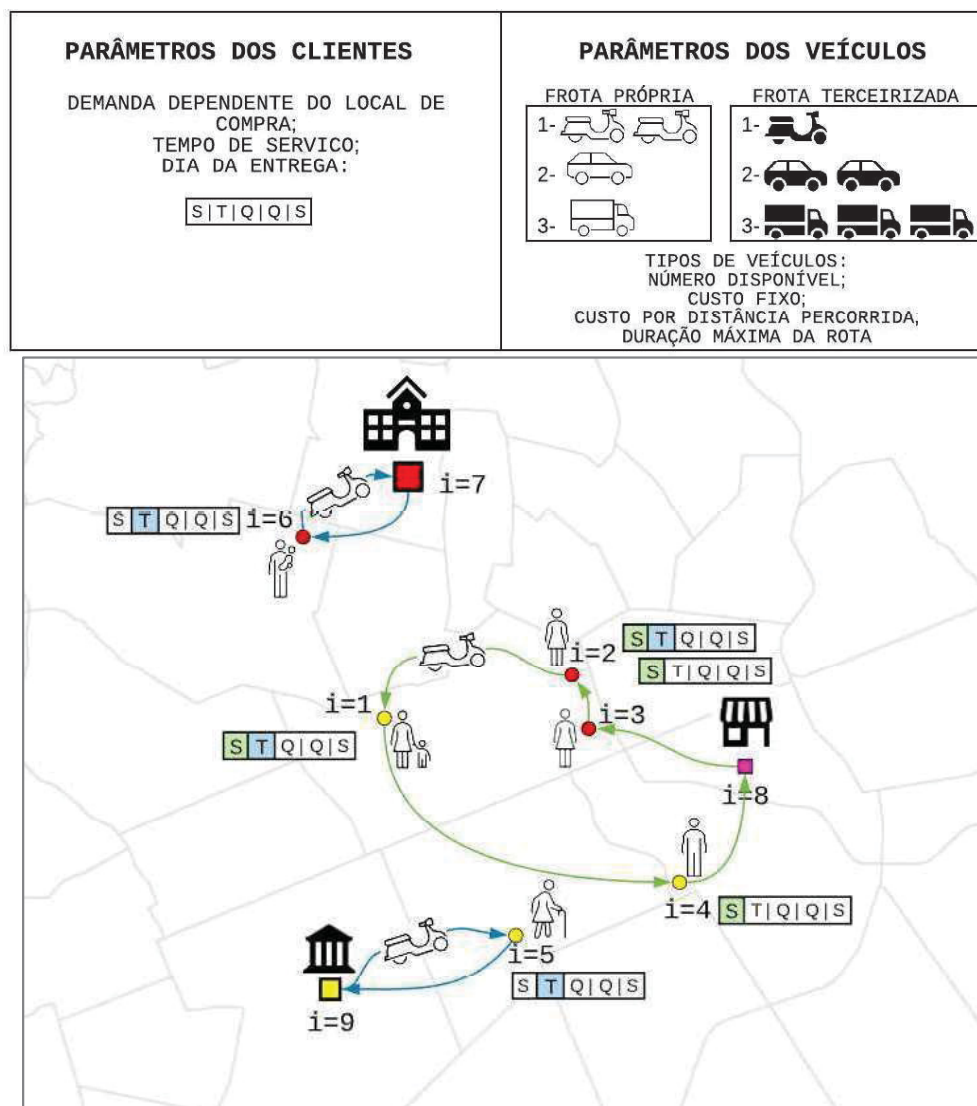 PARÂMETROS DOS CLIENTES
DEMANDA DEPENDENTE DO LOCAL DE
COMPRA;
TEMPO DE SERVICO;
DIA DA ENTREGA:
S|T|Q|Q|S
PARÂMETROS DOS VEÍCULOS
FROTA PRÓPRIA
1-
2-
3-
FROTA TERCEIRIZADA
1-
2-
3-
TIPOS DE VEÍCULOS:
NÚMERO DISPONÍVEL;
CUSTO FIXO;
CUSTO POR DISTÂNCIA PERCORRIDA,
DURAÇÃO MÁXIMA DA ROTA
i=7
S T Q|Q|S i=6
i=2 S T Q|Q|S
S T|Q|Q|S
i=1
i=3
S T Q|Q|S
i=8
i=4 S T|Q|Q|S
i=5
S T Q|Q|S
i=9